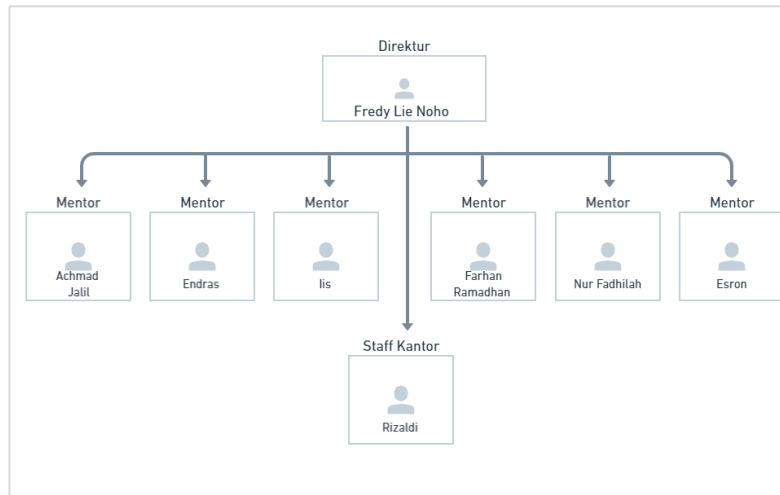 Direktur
Fredy Lie Noho
Mentor
Mentor
Mentor
Mentor
Mentor
Mentor
Achmad
Jalil
Endras
Iis
Farhan
Ramadhan
Nur Fadhilah
Esron
Staff Kantor
Rizaldi